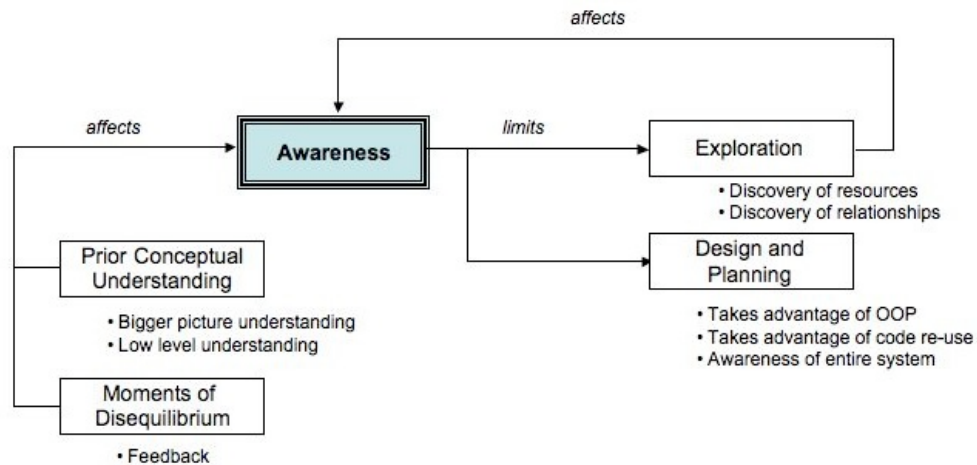 affects
affects
Awareness
limits
Exploration
• Discovery of resources
• Discovery of relationships
Prior Conceptual
Understanding
• Bigger picture understanding
• Low level understanding
Design and
Planning
• Takes advantage of OOP
• Takes advantage of code re-use
• Awareness of entire system
Moments of
Disequilibrium
• Feedback